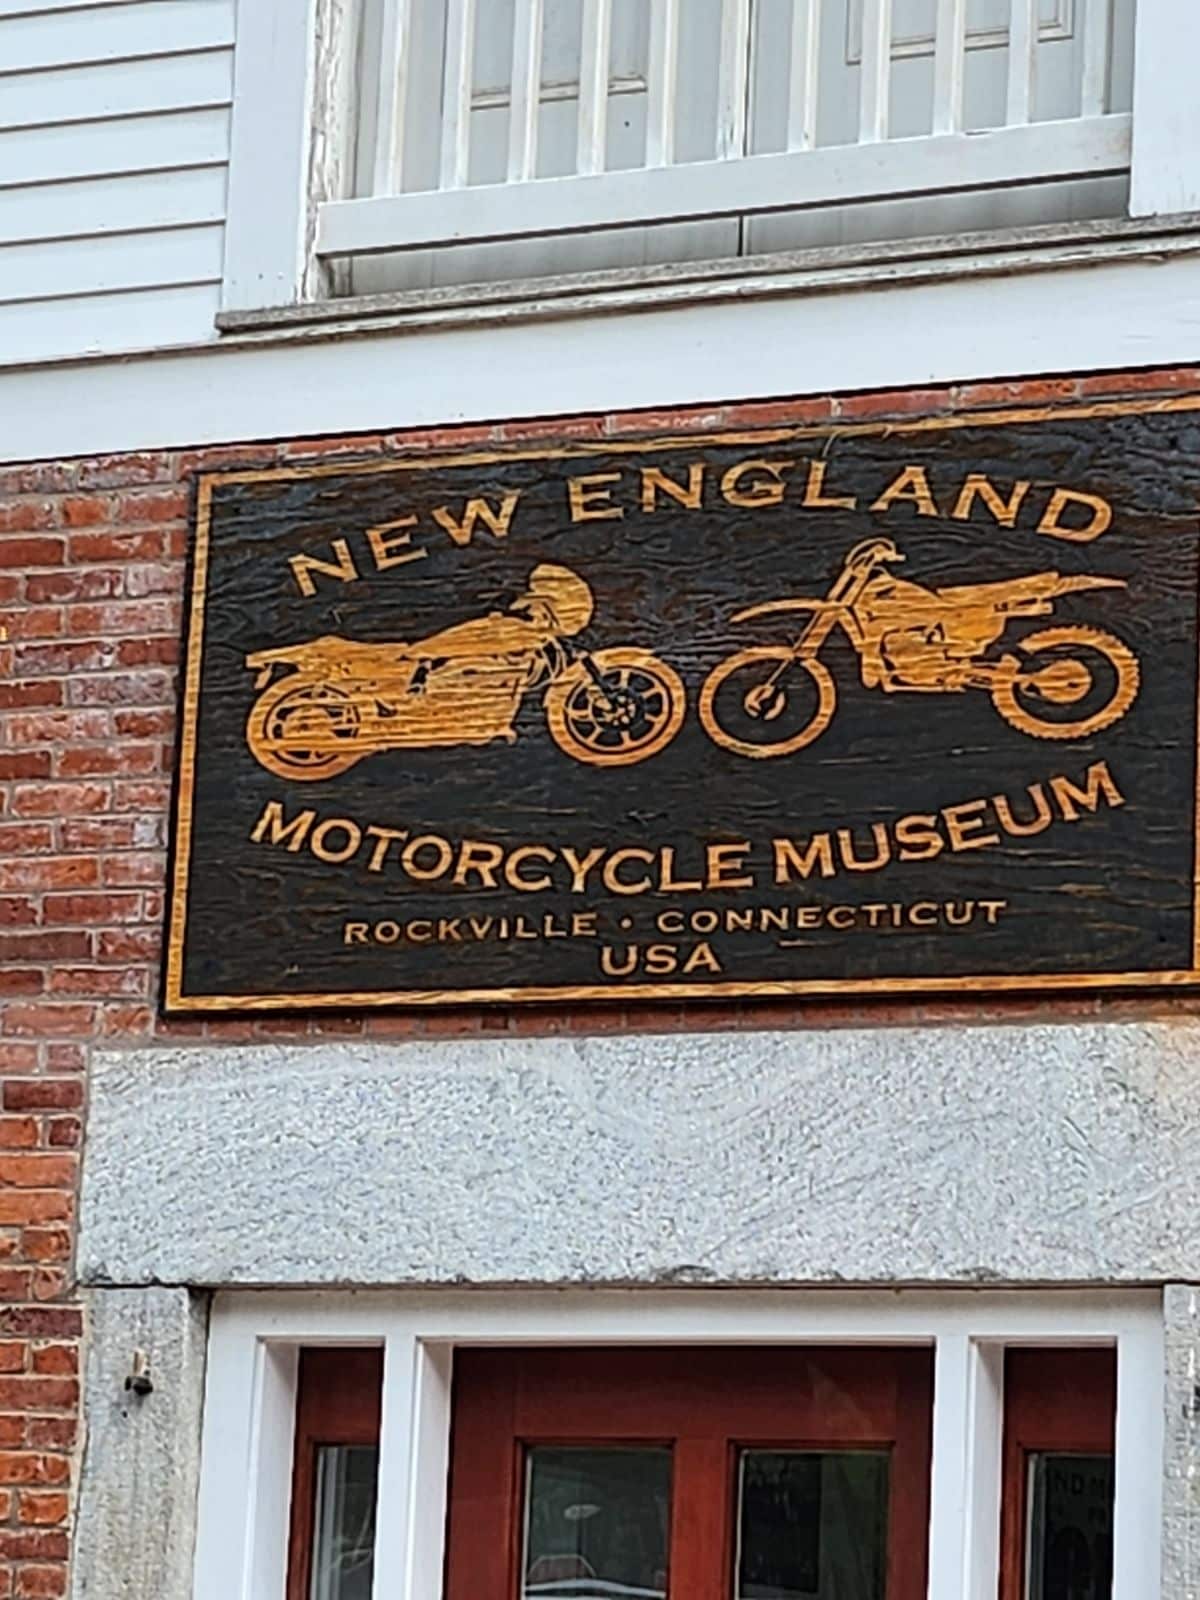 NEW ENGLAND
MOTORCYCLE MUSEUM
ROCKVILLE • CONNECTICUT
USA